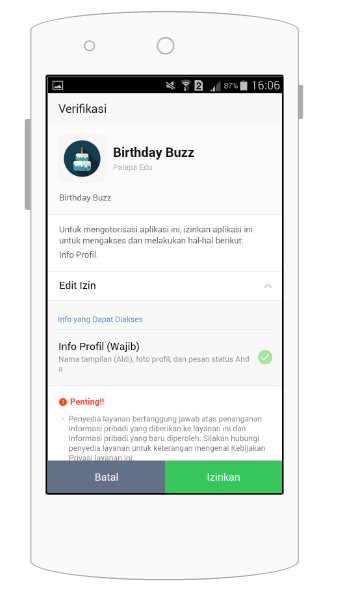 87% 16:06
Verifikasi
Birthday Buzz
Palapa Edu
Birthday Buzz
Untuk mengotorisasi aplikasi ini, izinkan aplikasi ini
untuk mengakses dan melakukan hal-hal berikut:
Info Profil.
Edit Izin
Info yang Dapat Diakses
Info Profil (Wajib)
Nama tampilan (Aldi), foto profil, dan pesan status And
a
Penting!!
• Penyedia layanan bertanggung jawab atas penanganan
informasi pribadi yang diberikan ke layanan ini dan
informasi pribadi yang baru diperoleh. Silakan hubungi
penyedia layanan untuk keterangan mengenai Kebijakan
Privasi layanan ini.
Batal Izinkan